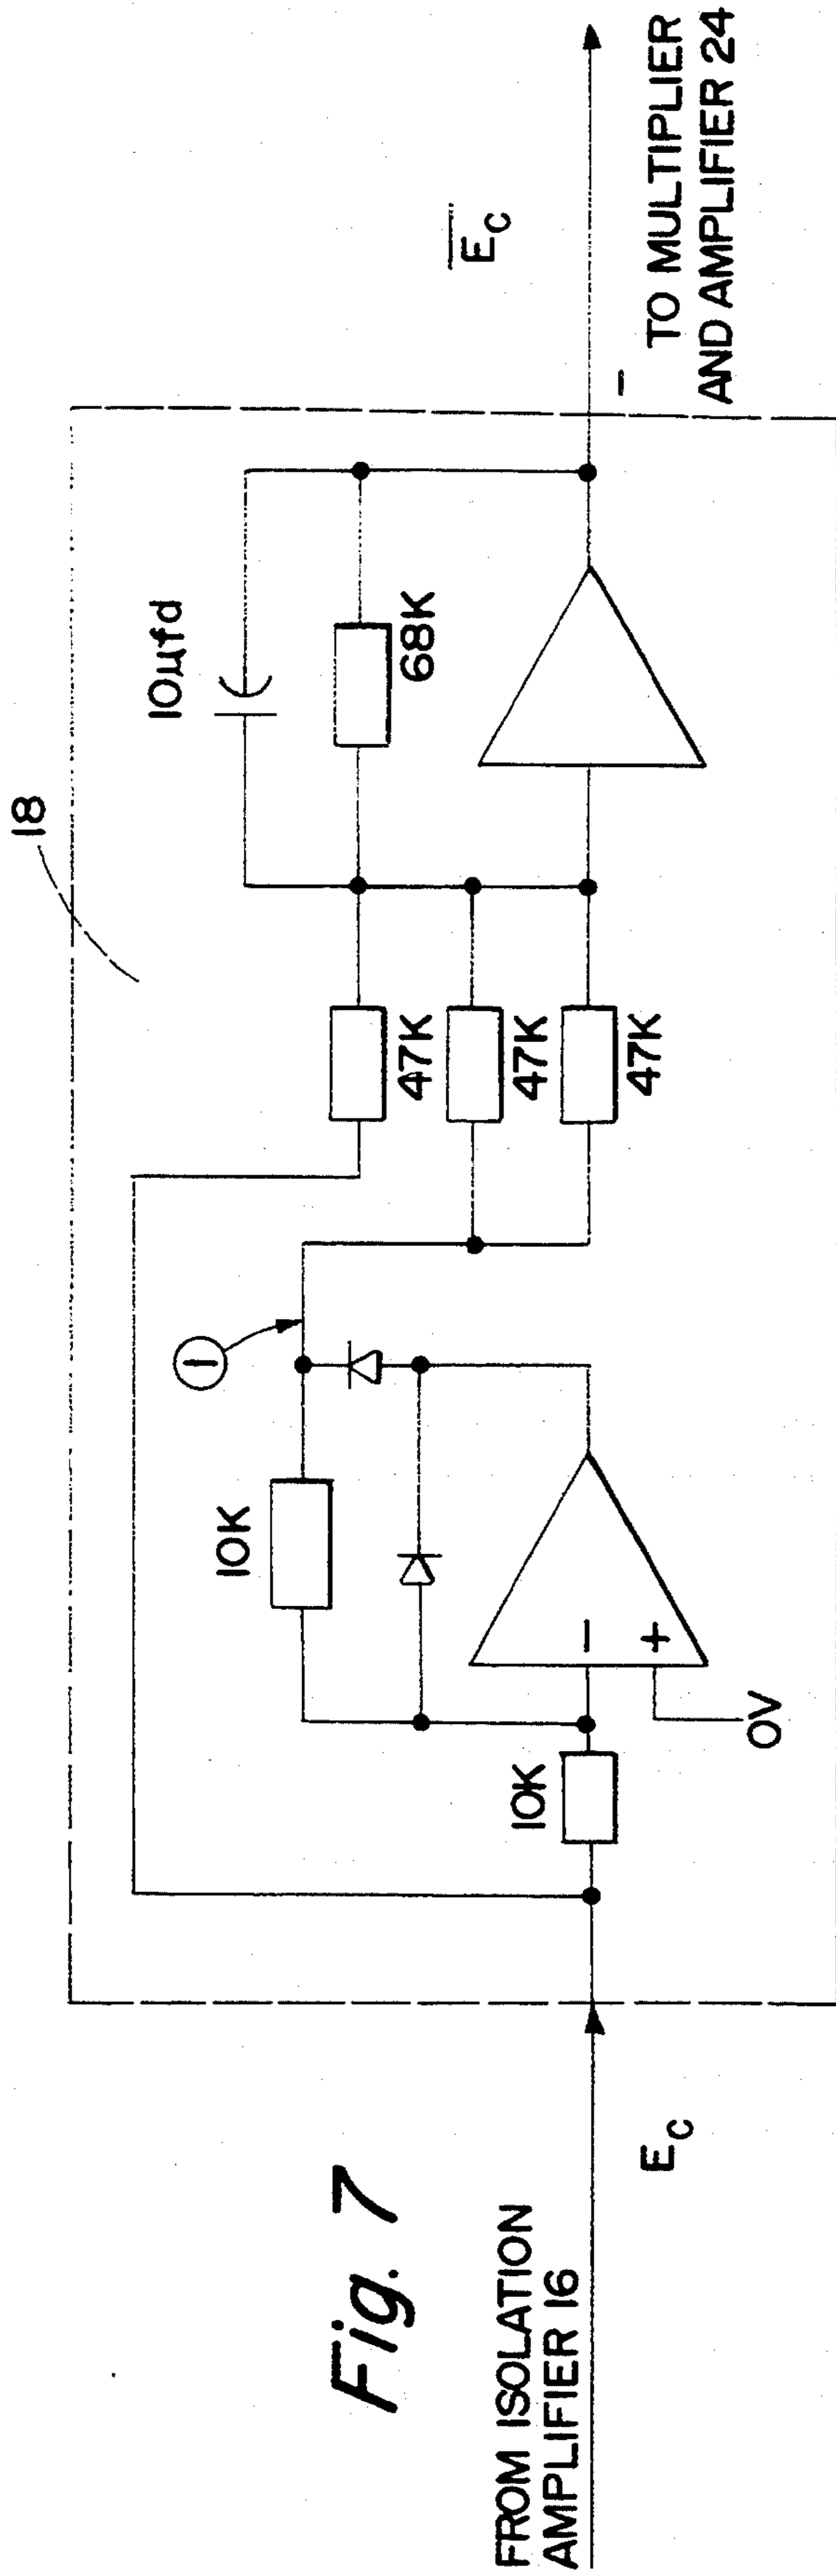 Fig. 7
18
FROM ISOLATION
AMPLIFIER 16
E_C
10K
10K
0V
−
+
1
47K
47K
47K
10µfd
68K
E̅_C
−
TO MULTIPLIER
AND AMPLIFIER 24